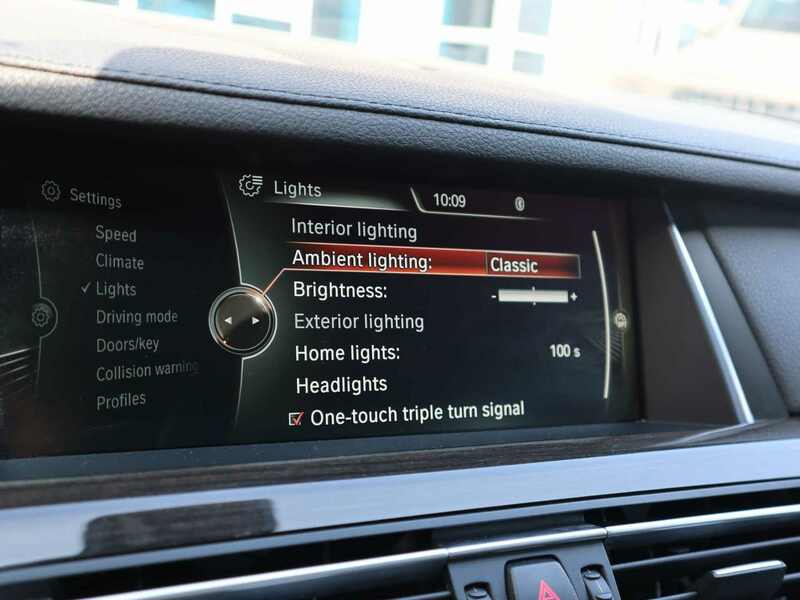 Settings
Speed
Climate
Lights
Driving mode
Doors/key
Collision warning
Profiles
Lights
10:09
Interior lighting
Ambient lighting: Classic
Brightness: - +
Exterior lighting
Home lights: 100 s
Headlights
One-touch triple turn signal